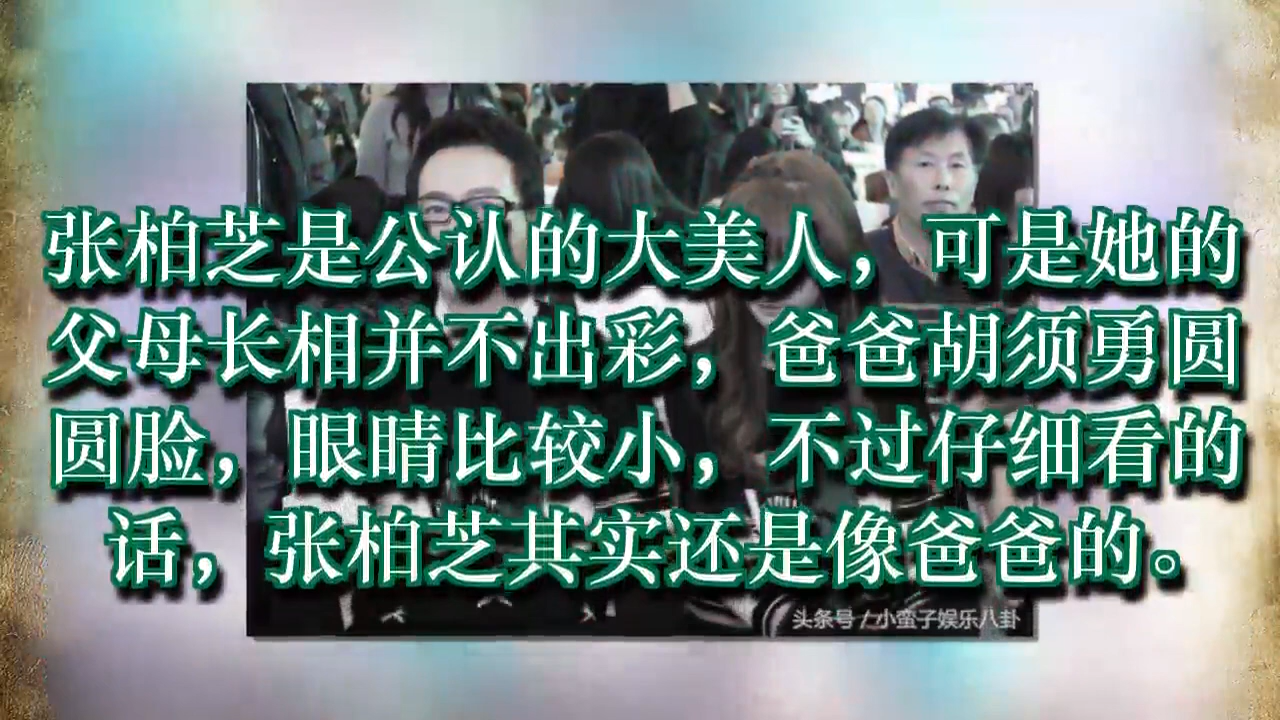 张柏芝是公认的大美人，可是她的
父母长相并不出彩，爸爸胡须勇圆
圆脸，眼睛比较小，不过仔细看的
话，张柏芝其实还是像爸爸的。
头条号/小蛮子娱乐八卦